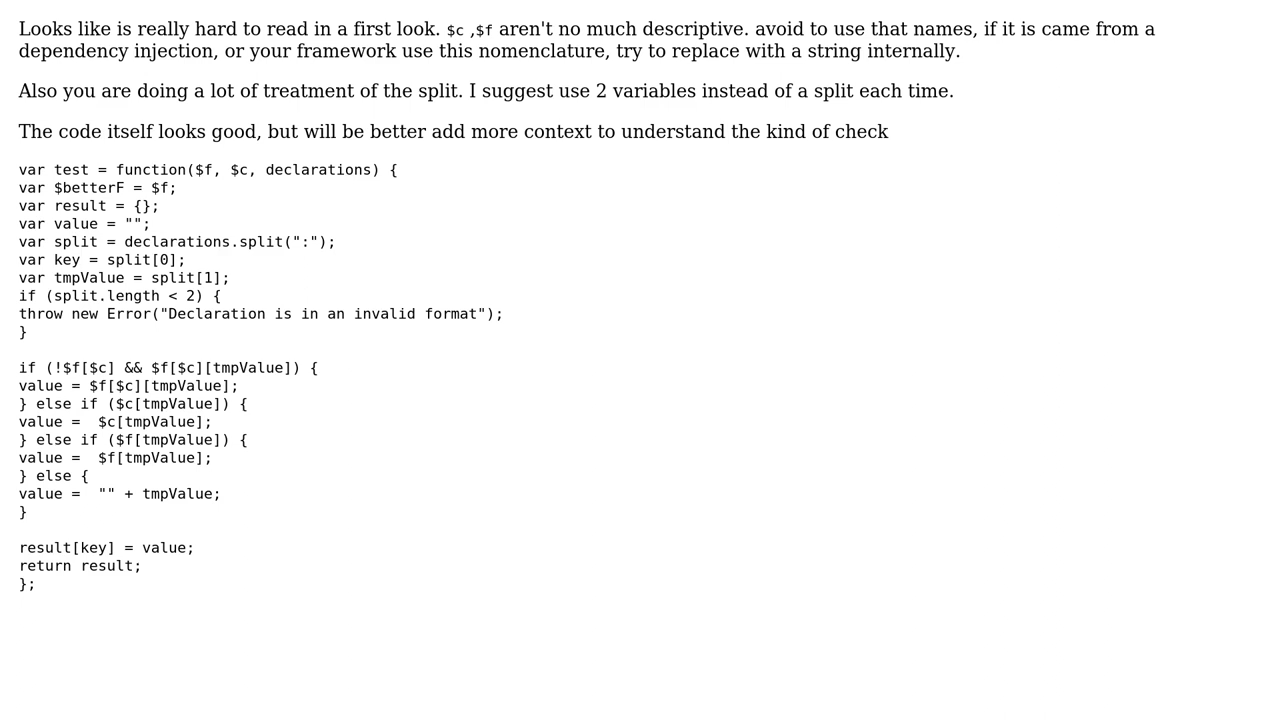 Looks like is really hard to read in a first look. $c ,$f aren't no much descriptive. avoid to use that names, if it is came from a
dependency injection, or your framework use this nomenclature, try to replace with a string internally.
Also you are doing a lot of treatment of the split. I suggest use 2 variables instead of a split each time.
The code itself looks good, but will be better add more context to understand the kind of check
var test = function($f, $c, declarations) {
var $betterF = $f;
var result = {};
var value = "";
var split = declarations.split(":");
var key = split[0];
var tmpValue = split[1];
if (split.length < 2) {
throw new Error("Declaration is in an invalid format");
}
if (!$f[$c] && $f[$c][tmpValue]) {
value = $f[$c][tmpValue];
} else if ($c[tmpValue]) {
value =  $c[tmpValue];
} else if ($f[tmpValue]) {
value =  $f[tmpValue];
} else {
value =  "" + tmpValue;
}
result[key] = value;
return result;
};